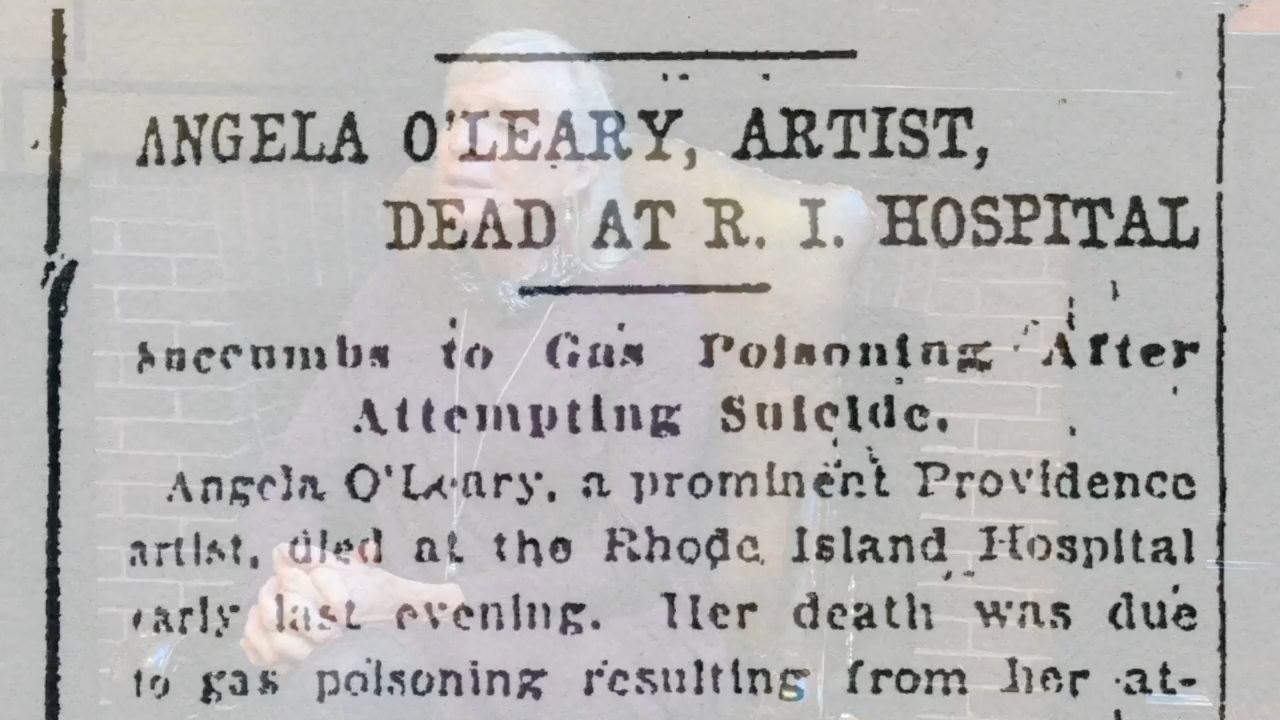 ANGELA O'LEARY, ARTIST,
DEAD AT R. I. HOSPITAL
Succumbs to Gas Poisoning After
Attempting Suicide.
Angela O'Leary, a prominent Providence
artist, died at the Rhode Island Hospital
early last evening. Her death was due
to gas poisoning resulting from her at-